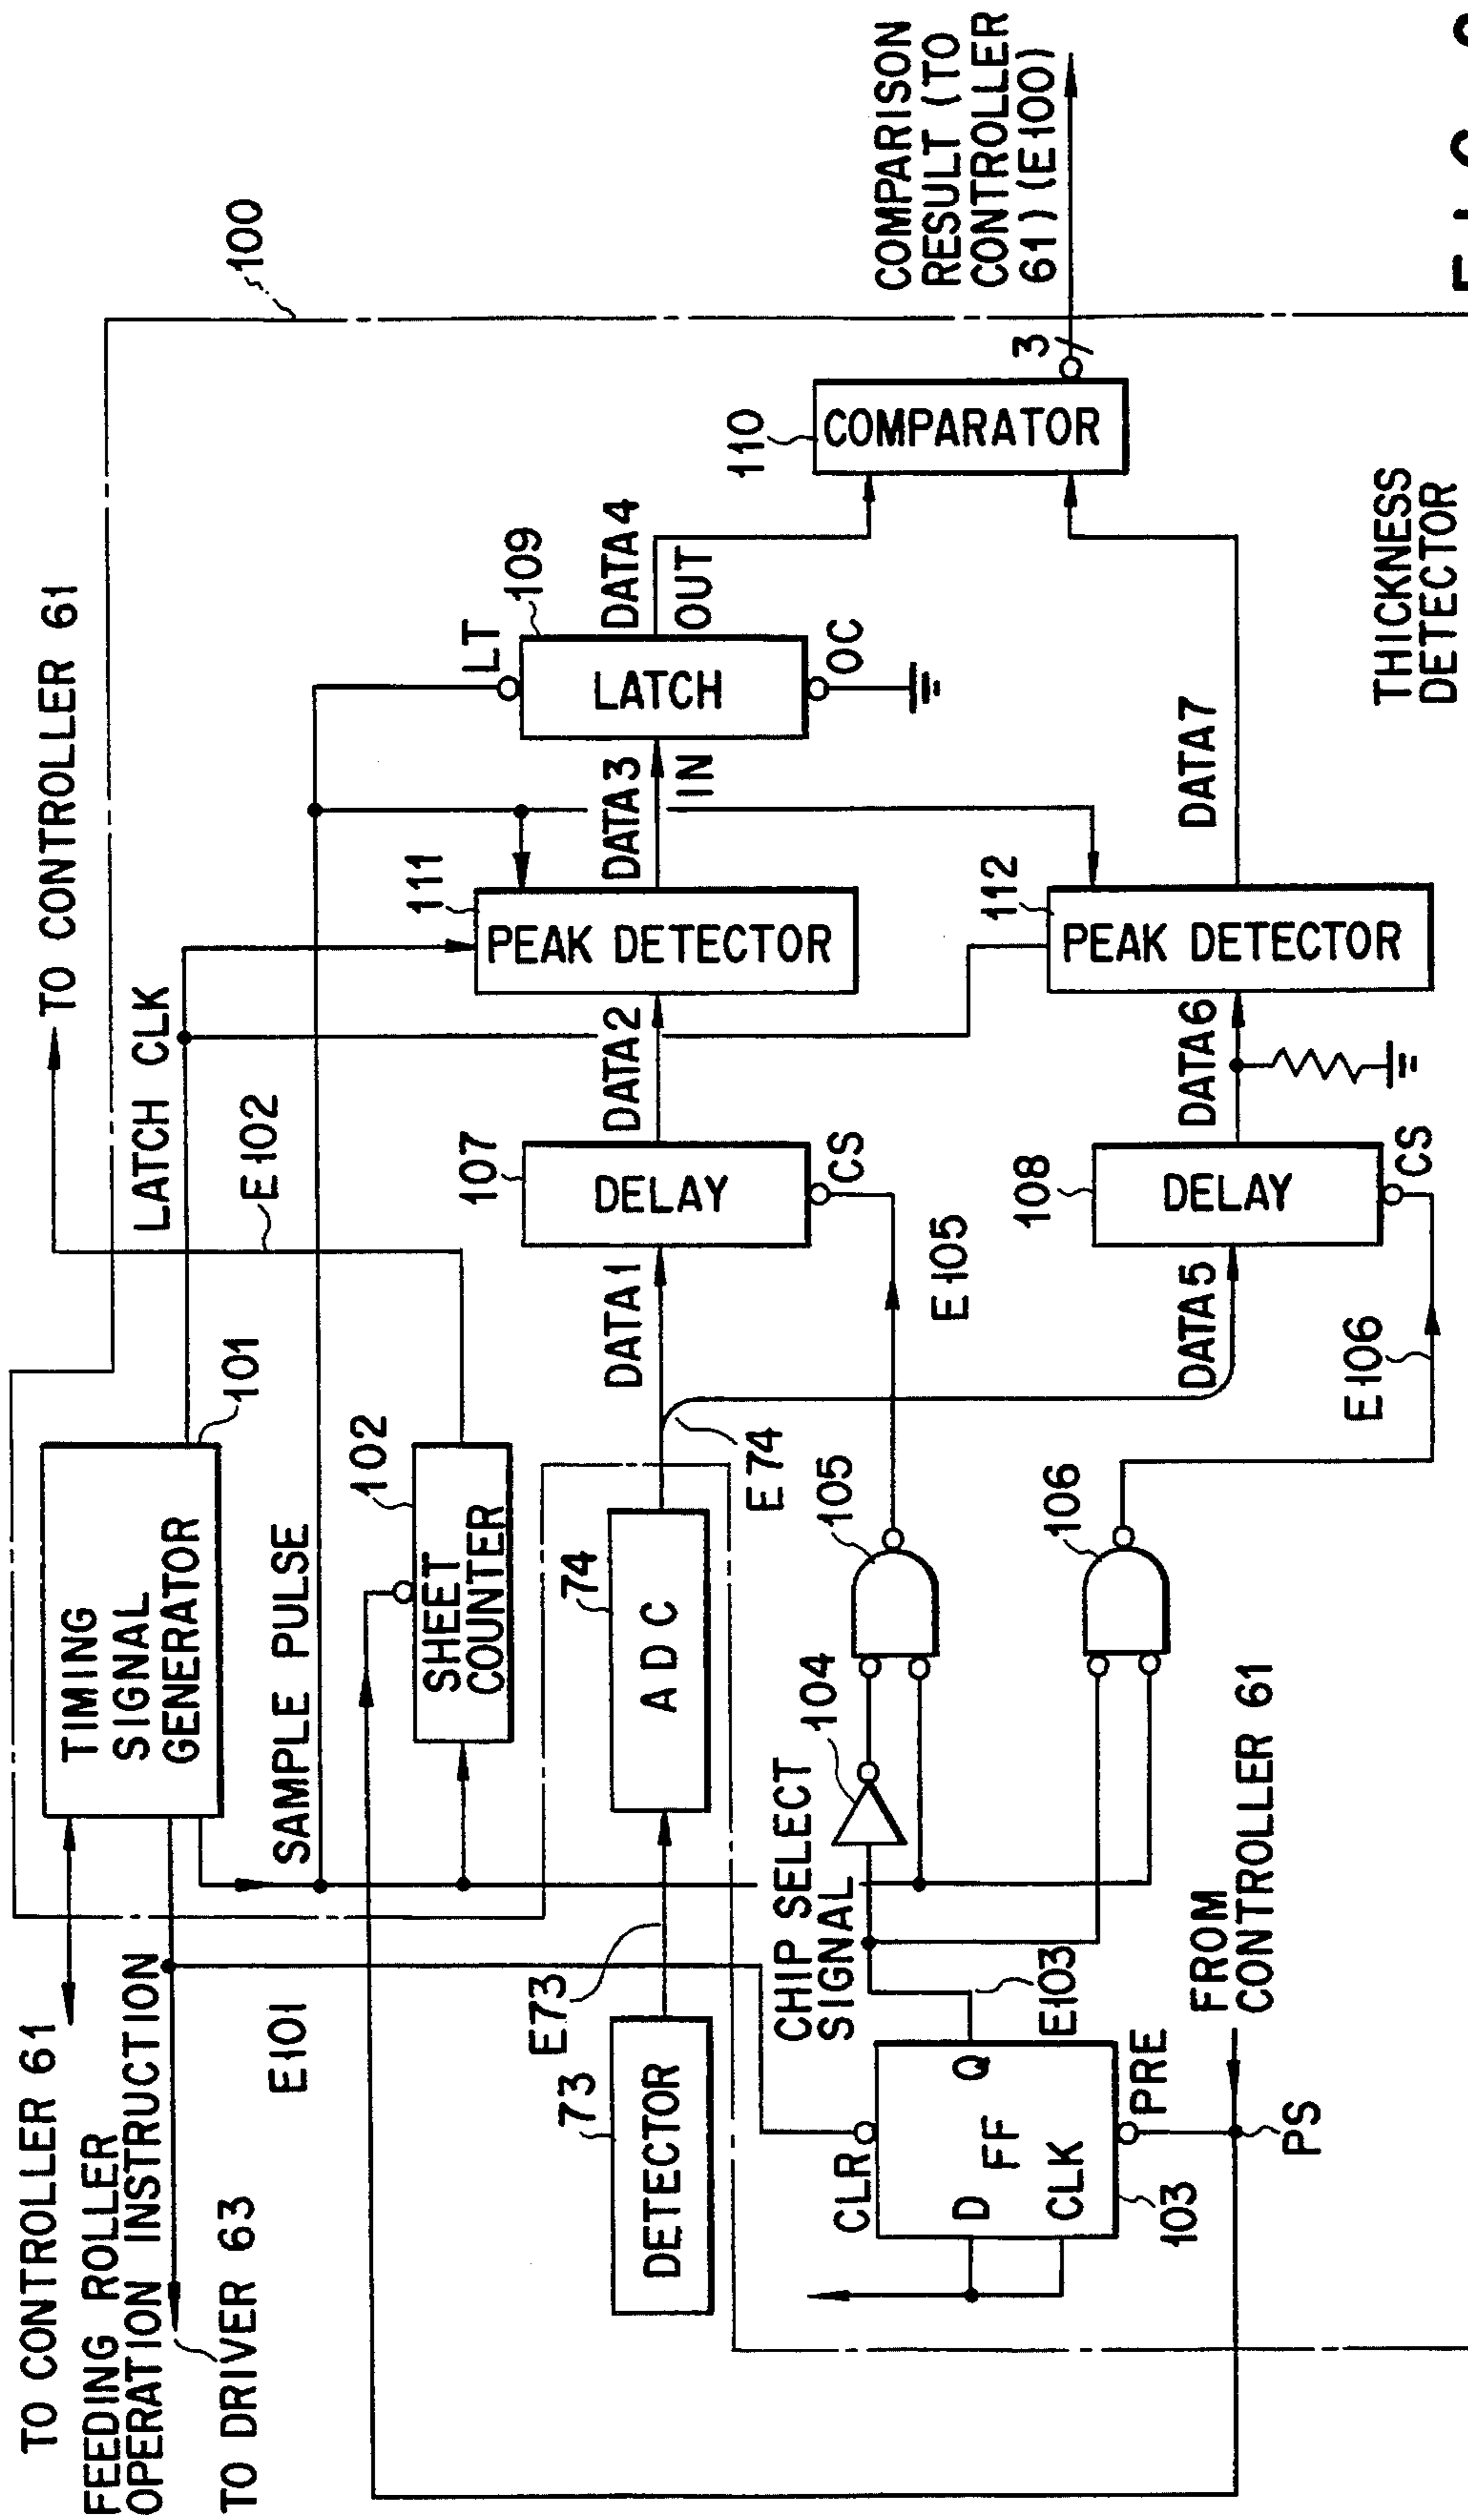 TO CONTROLLER 61
FEEDING ROLLER
OPERATION INSTRUCTION
TO DRIVER 63
E101
TIMING
SIGNAL
GENERATOR
101
LATCH CLK
TO CONTROLLER 61
E102
100
SAMPLE PULSE
102
SHEET
COUNTER
73
DETECTOR
E73
74
ADC
E74
DATA1
107
DELAY
CS
DATA2
111
PEAK DETECTOR
DATA3
IN
LT
109
LATCH
OC
DATA4
OUT
110
COMPARATOR
3
COMPARISON
RESULT (TO
CONTROLLER
61) (E100)
CHIP SELECT
SIGNAL
104
105
E105
CLR
D
FF
Q
CLK
PRE
103
E103
106
E106
DATA5
108
DELAY
CS
DATA6
112
PEAK DETECTOR
DATA7
PS
FROM
CONTROLLER 61
THICKNESS
DETECTOR